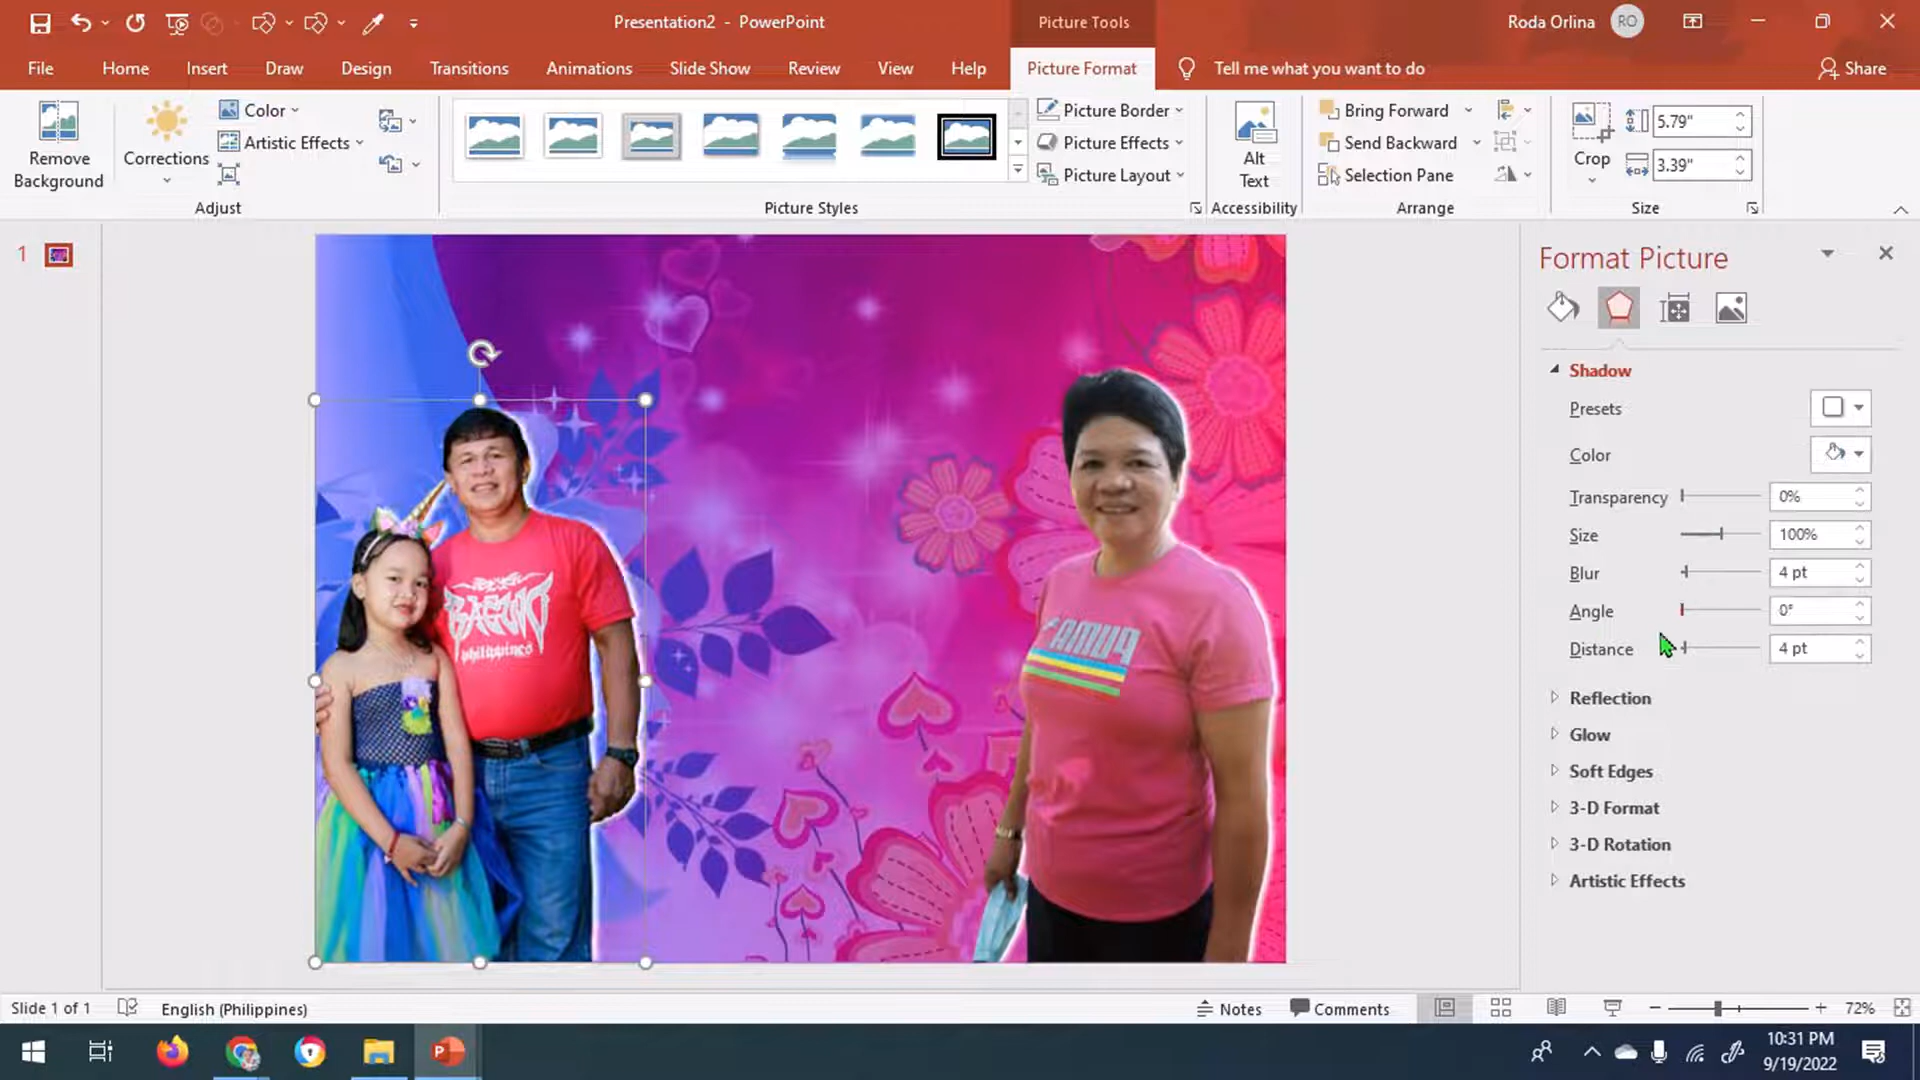 Presentation2 - PowerPoint
Picture Tools
Roda Orlina
RO
File
Home
Insert
Draw
Design
Transitions
Animations
Slide Show
Review
View
Help
Picture Format
Tell me what you want to do
Share
Remove Background
Corrections
Color
Artistic Effects
Adjust
Picture Styles
Picture Border
Picture Effects
Picture Layout
Alt Text
Accessibility
Bring Forward
Send Backward
Selection Pane
Arrange
Crop
5.79"
3.39"
Size
1
philippines
Format Picture
Shadow
Presets
Color
Transparency 0%
Size 100%
Blur 4 pt
Angle 0°
Distance 4 pt
Reflection
Glow
Soft Edges
3-D Format
3-D Rotation
Artistic Effects
Slide 1 of 1
English (Philippines)
Notes
Comments
72%
10:31 PM
9/19/2022